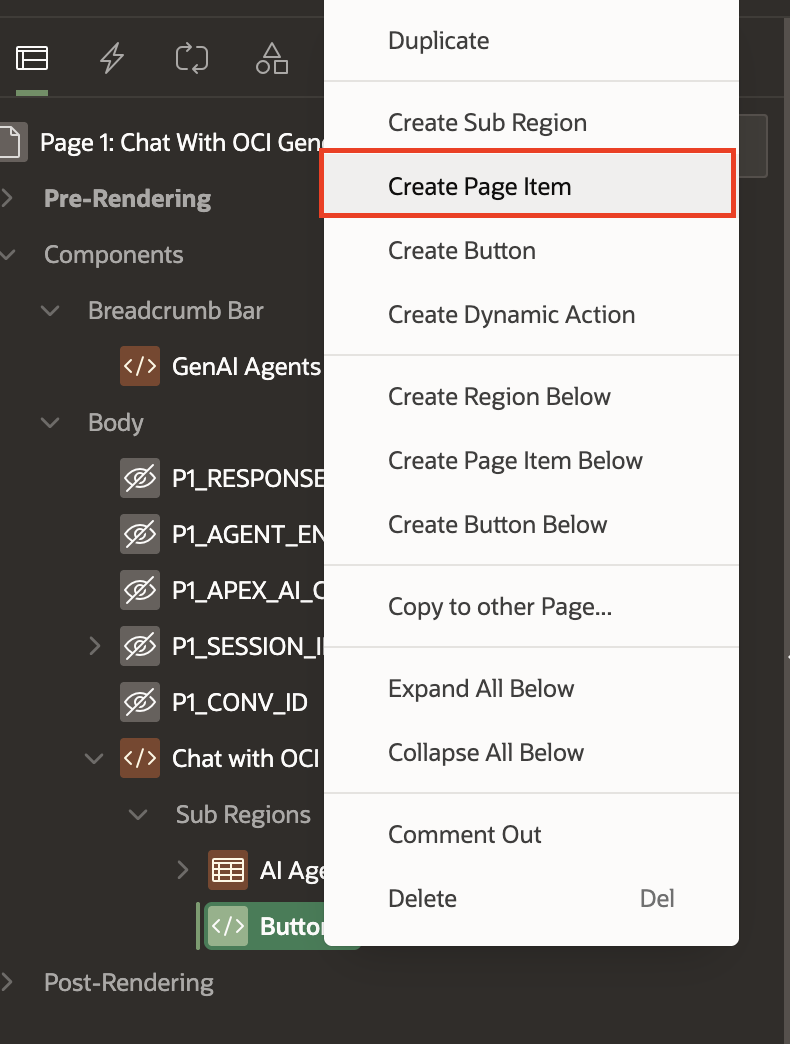 Duplicate
Create Sub Region
Create Page Item
Create Button
Create Dynamic Action
Create Region Below
Create Page Item Below
Create Button Below
Copy to other Page...
Expand All Below
Collapse All Below
Comment Out
Delete Del
Page 1: Chat With OCI
Pre-Rendering
Components
Breadcrumb Bar
GenAI Agents
Body
P1_RESPONSE
P1_AGENT_EN
P1_APEX_AI_
P1_SESSION_I
P1_CONV_ID
Chat with OCI
Sub Regions
AI Age
Butto
Post-Rendering